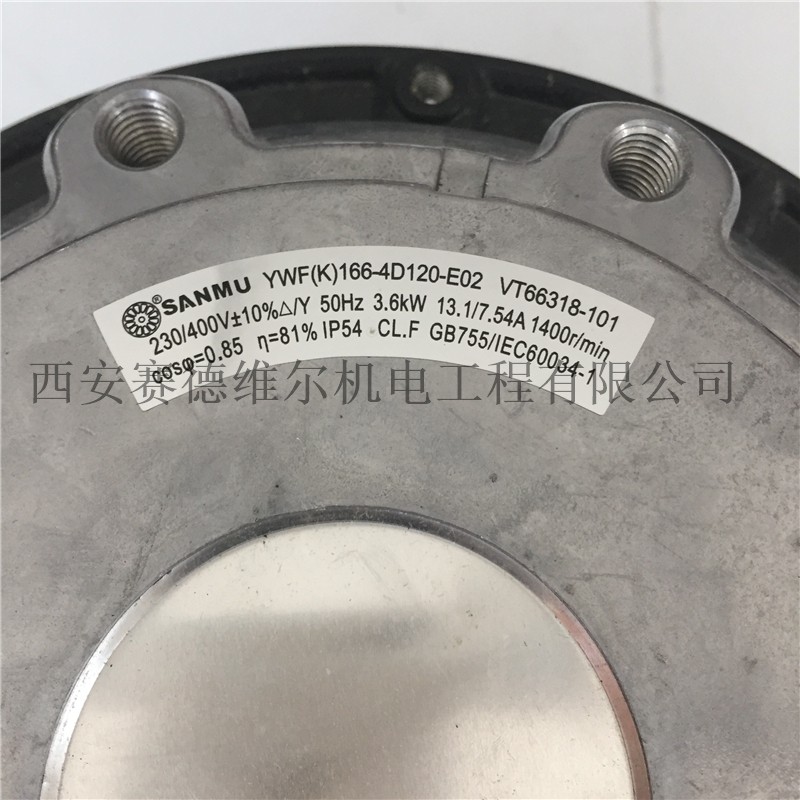 ® SANMU YWF(K)166-4D120-E02 VT66318-101
230/400V±10%△/Y 50Hz 3.6kW 13.1/7.54A 1400r/min
cosφ=0.85 η=81% IP54 CL.F GB755/IEC60034-1
西安赛德维尔机电工程有限公司